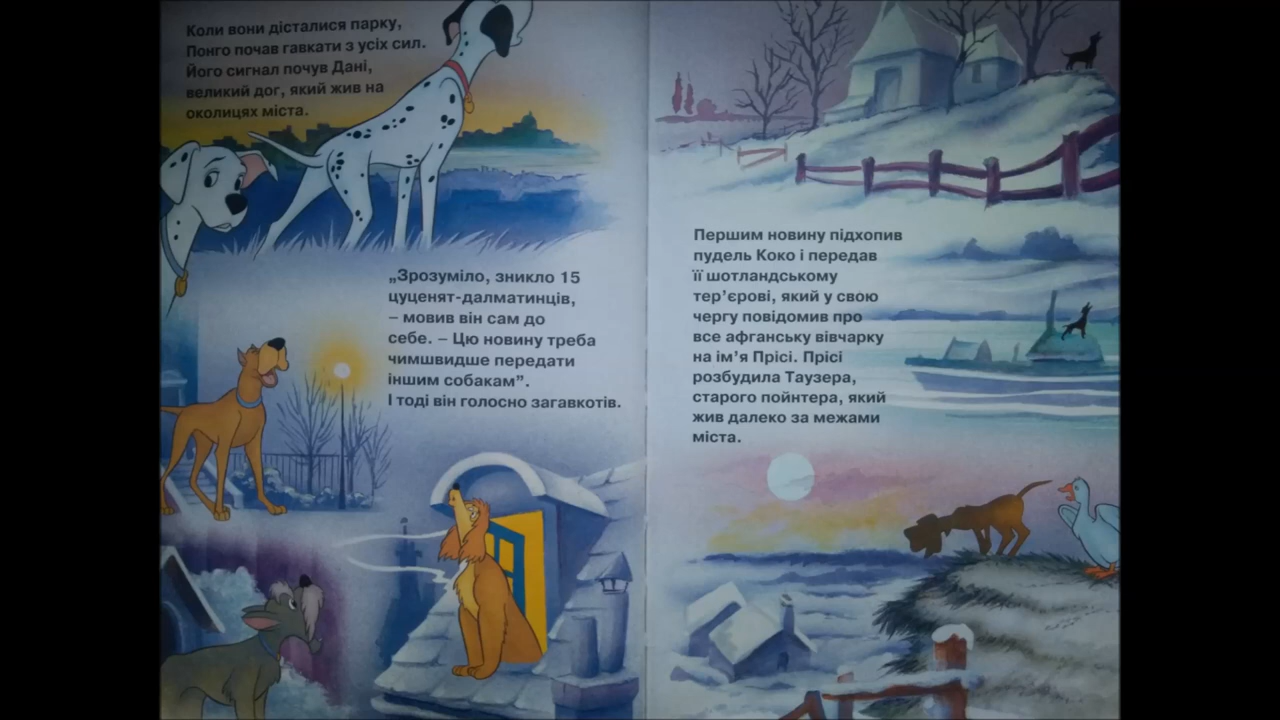 Коли вони дісталися парку,
Понго почав гавкати з усіх сил.
Його сигнал почув Дані,
великий дог, який жив на
околицях міста.
„Зрозуміло, зникло 15
цуценят-далматинців,
– мовив він сам до
себе. – Цю новину треба
чимшвидше передати
іншим собакам”.
І тоді він голосно загавкотів.
Першим новину підхопив
пудель Коко і передав
її шотландському
тер’єрові, який у свою
чергу повідомив про
все афганську вівчарку
на ім’я Прісі. Прісі
розбудила Таузера,
старого пойнтера, який
жив далеко за межами
міста.